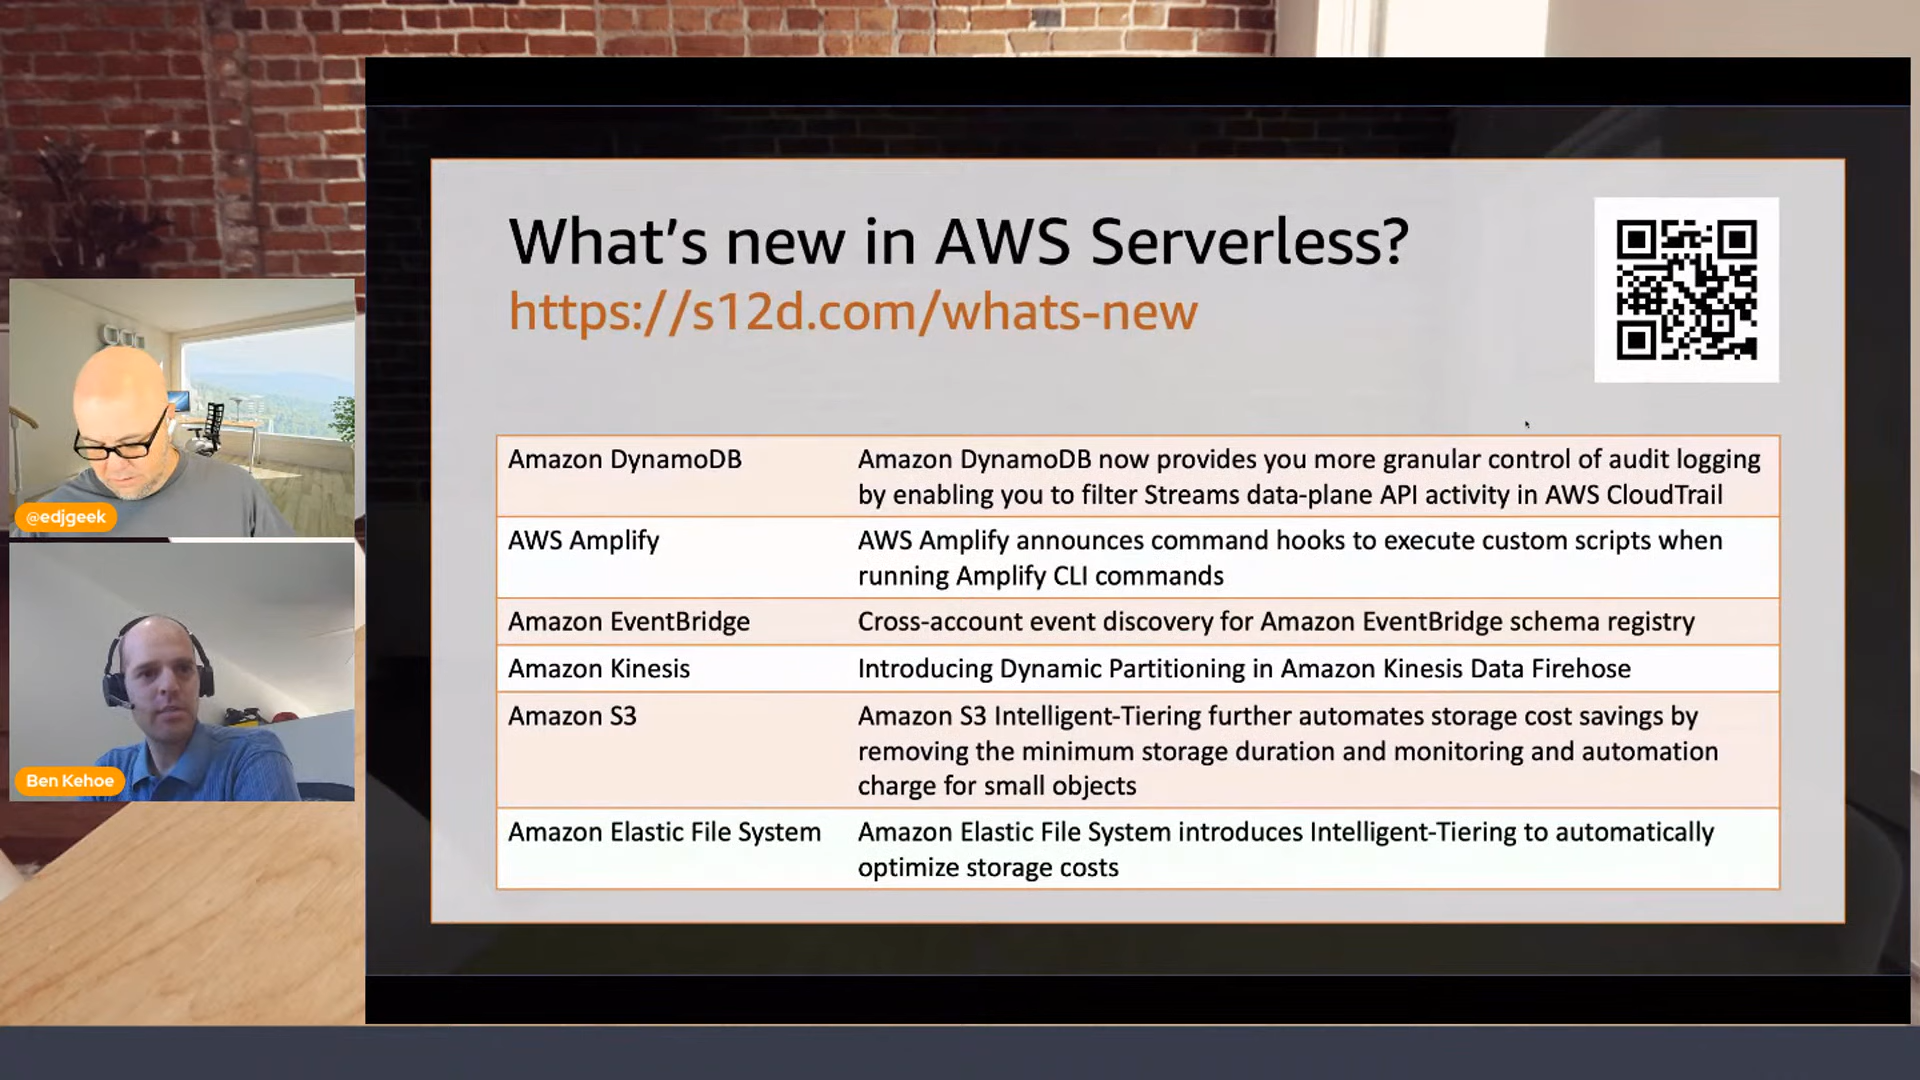 What's new in AWS Serverless?
https://s12d.com/whats-new
Amazon DynamoDB
Amazon DynamoDB now provides you more granular control of audit logging
by enabling you to filter Streams data-plane API activity in AWS CloudTrail
AWS Amplify
AWS Amplify announces command hooks to execute custom scripts when
running Amplify CLI commands
Amazon EventBridge
Cross-account event discovery for Amazon EventBridge schema registry
Amazon Kinesis
Introducing Dynamic Partitioning in Amazon Kinesis Data Firehose
Amazon S3
Amazon S3 Intelligent-Tiering further automates storage cost savings by
removing the minimum storage duration and monitoring and automation
charge for small objects
Amazon Elastic File System
Amazon Elastic File System introduces Intelligent-Tiering to automatically
optimize storage costs
@edjgeek
Ben Kehoe